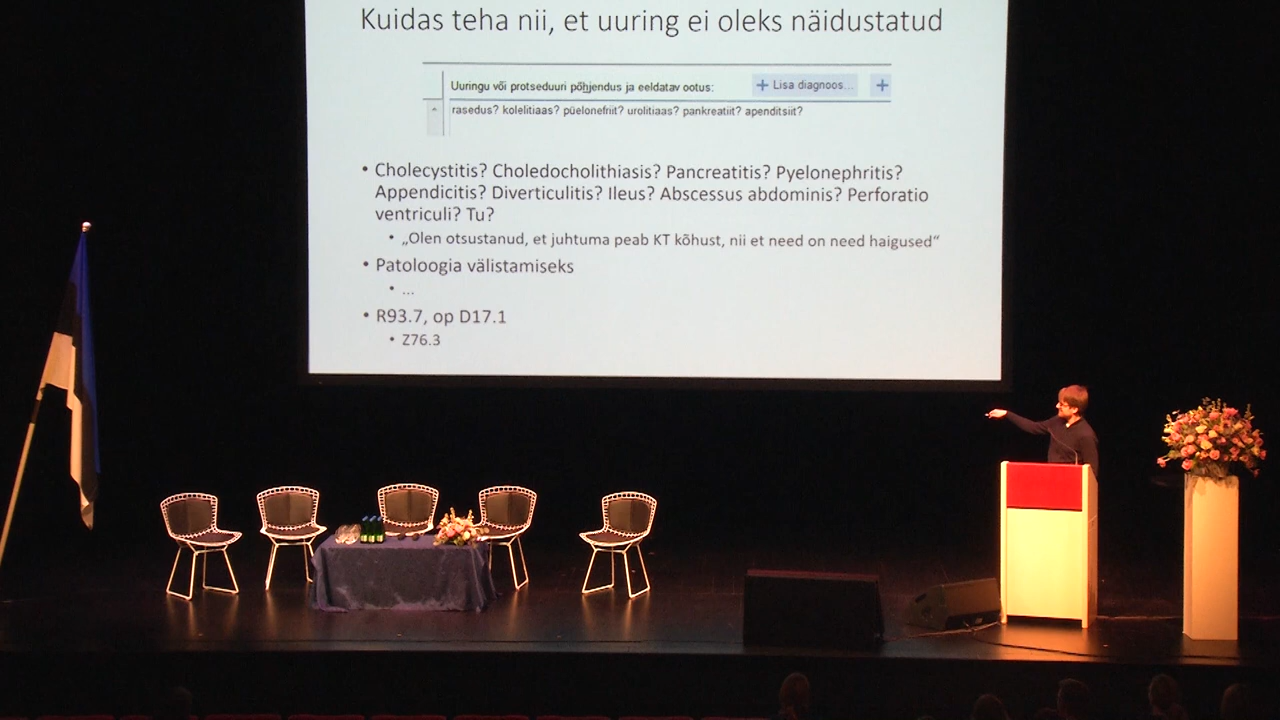 Kuidas teha nii, et uuring ei oleks näidustatud
Uuringu või protseduuri põhjendus ja eeldatav ootus:
+ Lisa diagnoos... +
rasedus? kolelitiaas? püelonefriit? urolitiaas? pankreatiit? apenditsiit?
• Cholecystitis? Choledocholithiasis? Pancreatitis? Pyelonephritis?
Appendicitis? Diverticulitis? Ileus? Abscessus abdominis? Perforatio
ventriculi? Tu?
• „Olen otsustanud, et juhtuma peab KT kõhust, nii et need on need haigused“
• Patoloogia välistamiseks
• ...
• R93.7, op D17.1
• Z76.3